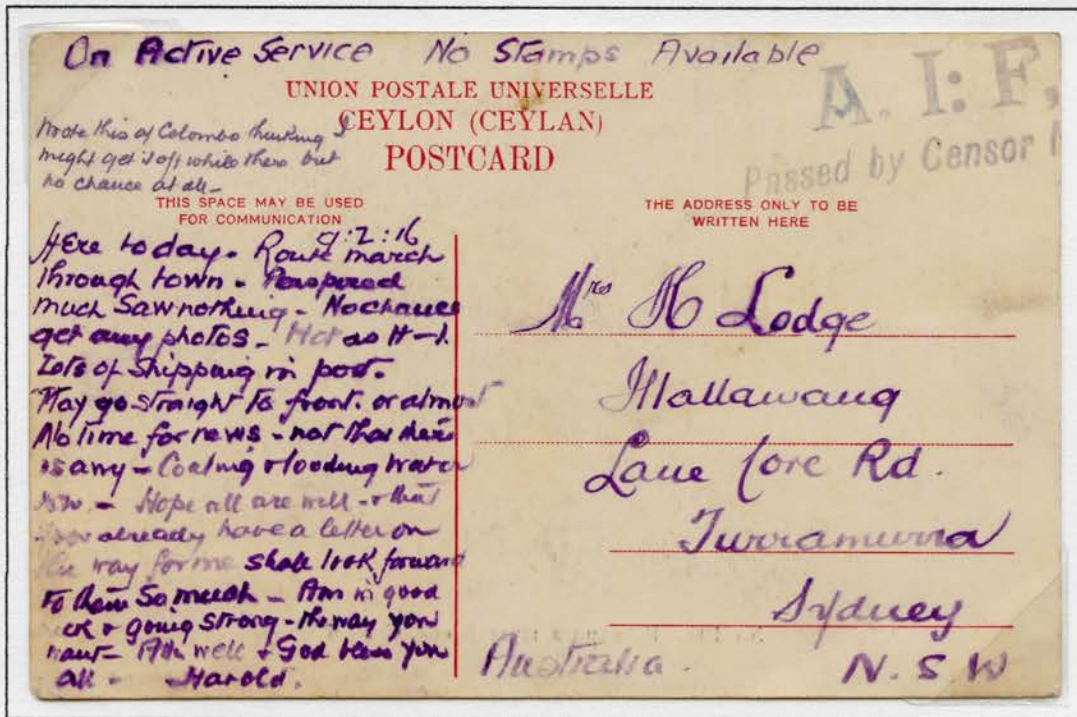 On Active Service No Stamps Available
UNION POSTALE UNIVERSELLE
CEYLON (CEYLAN)
POSTCARD
A. I: F.
Passed by Censor
Wrote this of Colombo thinking I
might get it off while there but
no chance at all-
THIS SPACE MAY BE USED
FOR COMMUNICATION
THE ADDRESS ONLY TO BE
WRITTEN HERE
9:2:16
Here today. Route march
through town - Perspired
much Saw nothing - No chance
get any photos - Hot as H-l.
Lots of Shipping in port.
May go straight to front. or almost
No time for news - not that there
is any - Coaling & loading water
now. - Hope all are well - & that
you already have a letter on
the way for me shall look forward
to them so much - Am in good
& going strong - the way you
want - well & God bless you
all - Harold.
Mrs H Lodge
Lane Cove Rd.
Turramurra
Sydney
Australia. N. S. W